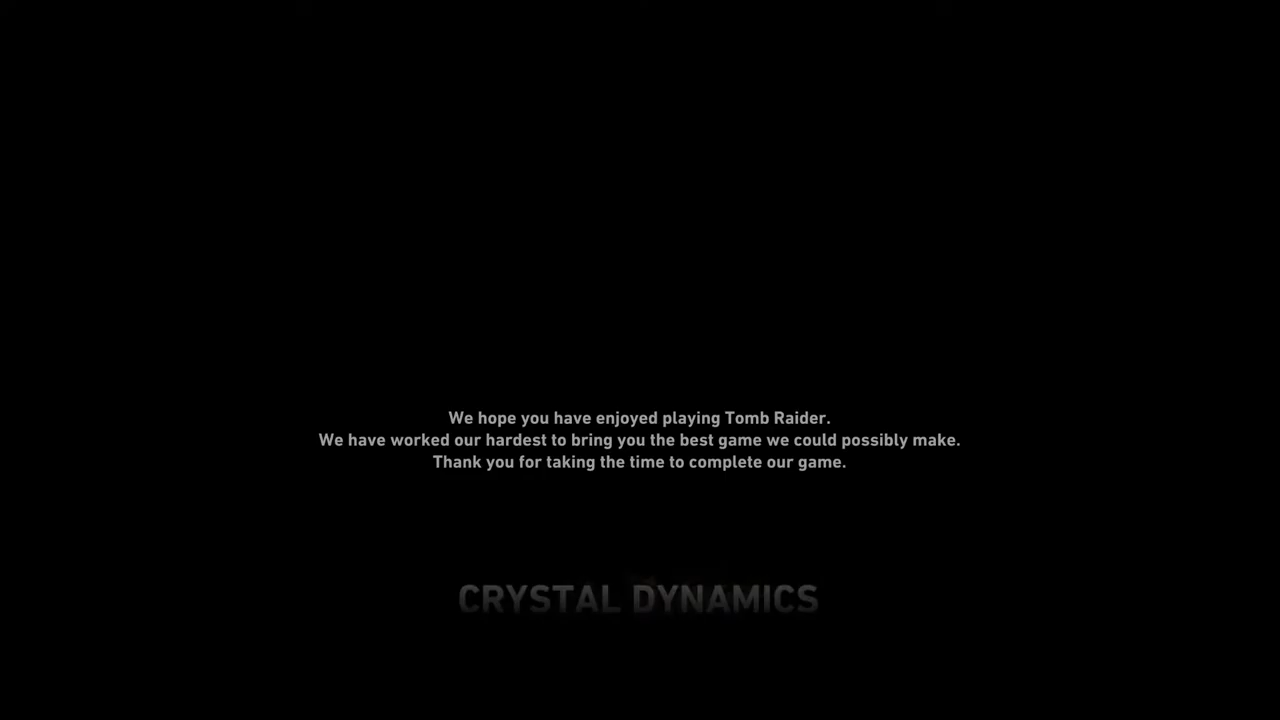 We hope you have enjoyed playing Tomb Raider.
We have worked our hardest to bring you the best game we could possibly make.
Thank you for taking the time to complete our game.
CRYSTAL DYNAMICS